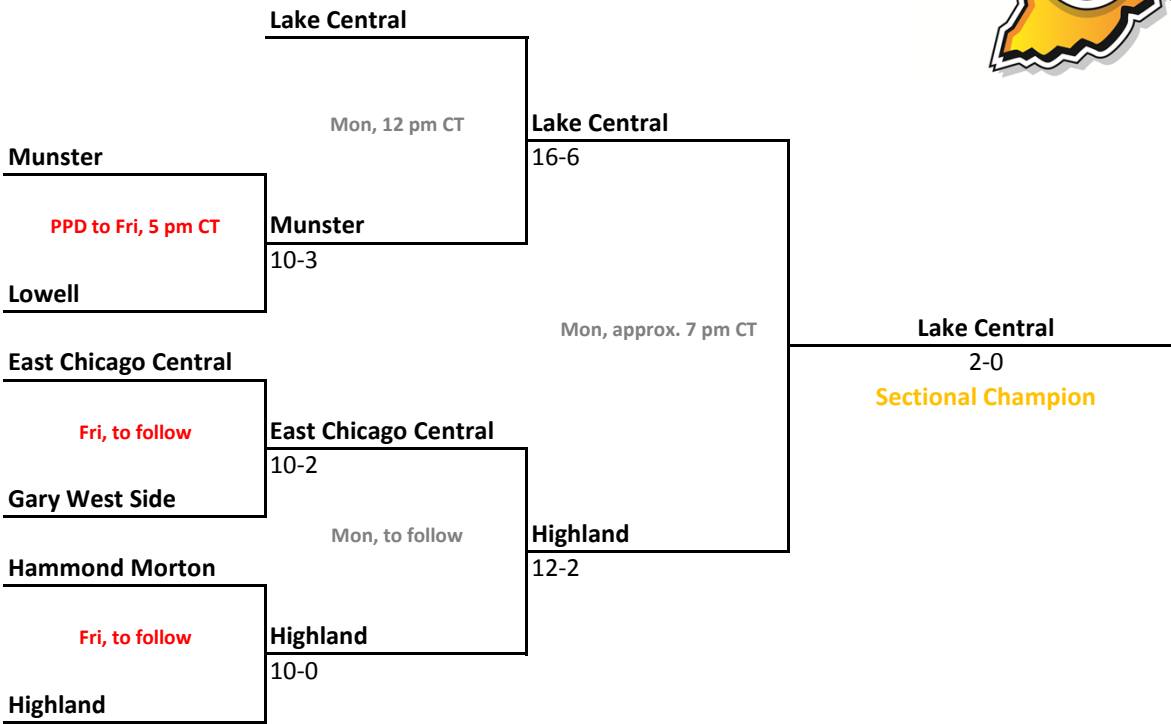 Lake Central
Mon, 12 pm CT
Lake Central
16-6
Munster
PPD to Fri, 5 pm CT
Munster
10-3
Lowell
Mon, approx. 7 pm CT
Lake Central
2-0
Sectional Champion
East Chicago Central
Fri, to follow
East Chicago Central
10-2
Gary West Side
Mon, to follow
Highland
12-2
Hammond Morton
Fri, to follow
Highland
10-0
Highland